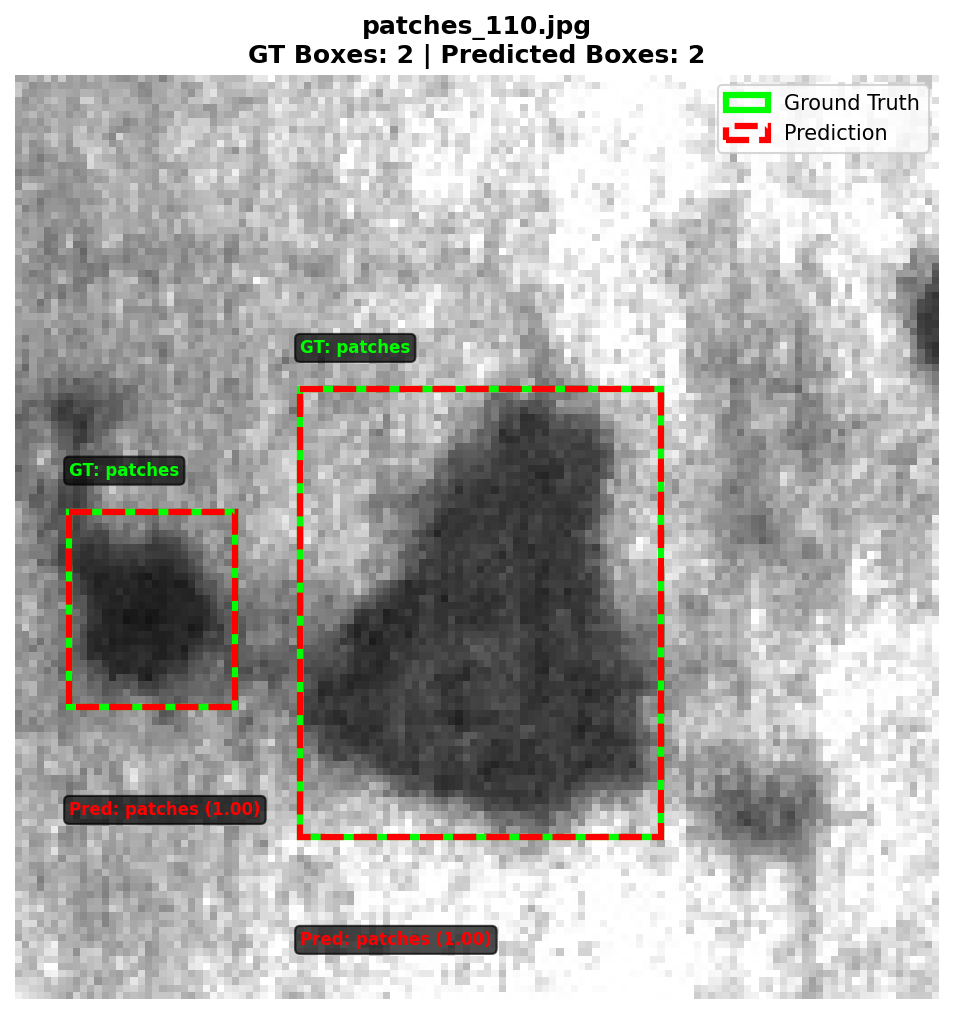 patches_110.jpg
GT Boxes: 2 | Predicted Boxes: 2
Ground Truth
Prediction
GT: patches
GT: patches
Pred: patches (1.00)
Pred: patches (1.00)